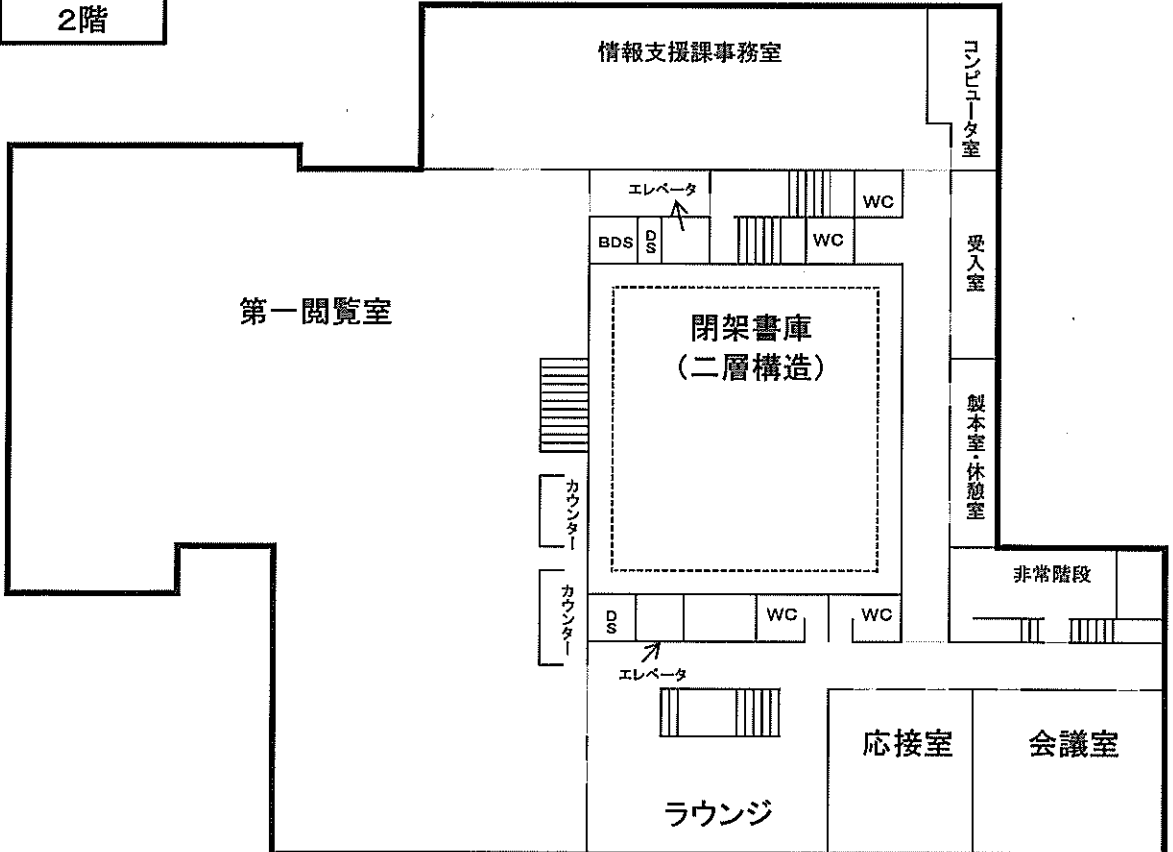 2階
情報支援課事務室
コンピュータ室
エレベータ
WC
BDS
DS
WC
受入室
第一閲覧室
閉架書庫
(二層構造)
製本室・休憩室
カウンター
非常階段
カウンター
DS
WC
WC
エレベータ
応接室
会議室
ラウンジ